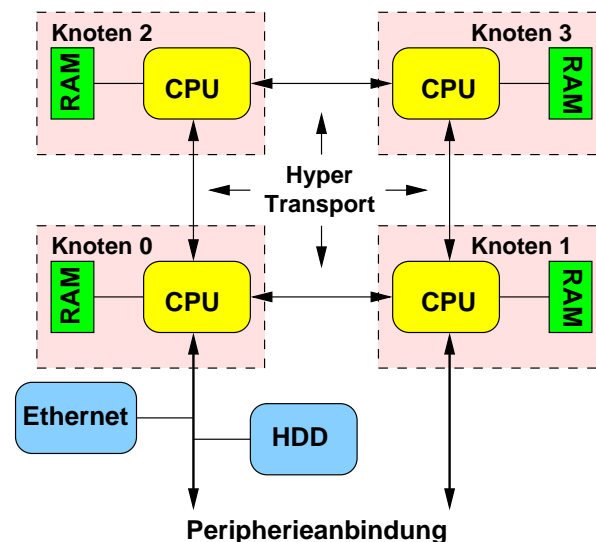 Knoten 2
Knoten 3
RAM
CPU
CPU
RAM
Hyper
Transport
Knoten 0
Knoten 1
RAM
CPU
CPU
RAM
Ethernet
HDD
Peripherieanbindung